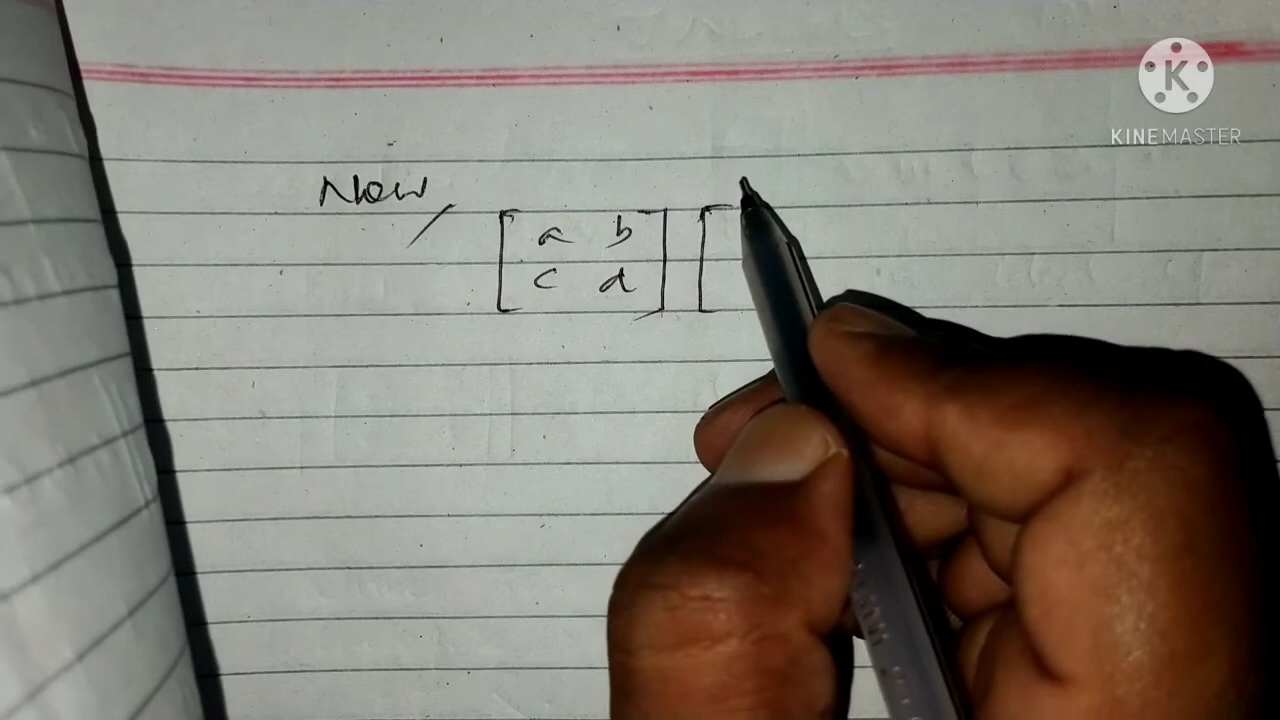 K
KINEMASTER
Now,
[ a b ] [
c d